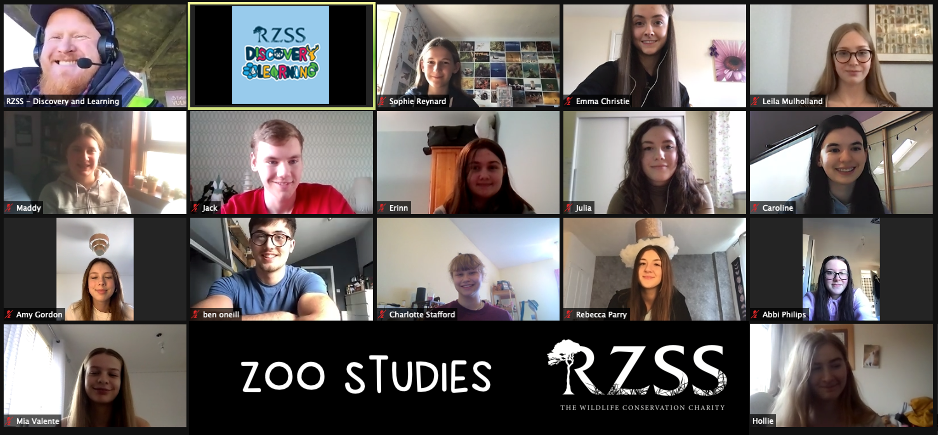 RZSS
DISCOVERY
& LEARNING
RZSS - Discovery and Learning
Sophie Reynard
Emma Christie
Leila Mulholland
Maddy
Jack
Erinn
Julia
Caroline
Amy Gordon
ben oneill
Charlotte Stafford
Rebecca Parry
Abbi Philips
Mia Valente
ZOO STUDIES
RZSS
THE WILDLIFE CONSERVATION CHARITY
Hollie